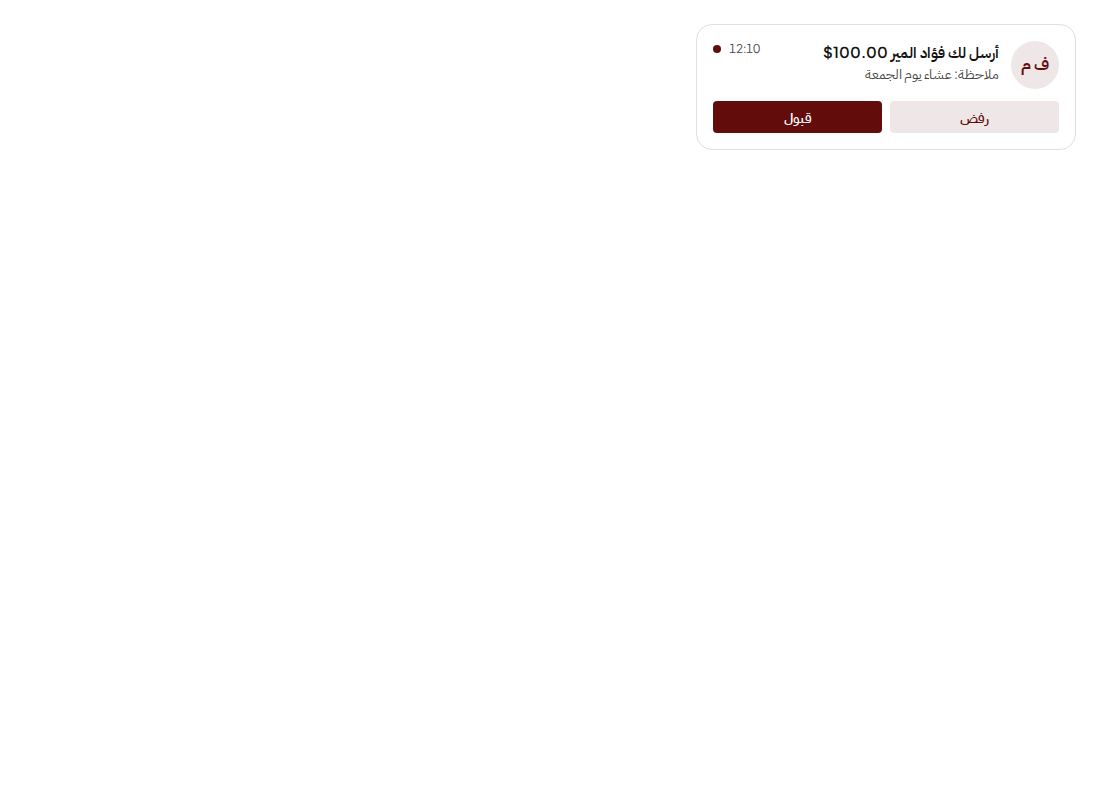 ف م
أرسل لك فؤاد المير 100.00$
12:10
ملاحظة: عشاء يوم الجمعة
رفض
قبول